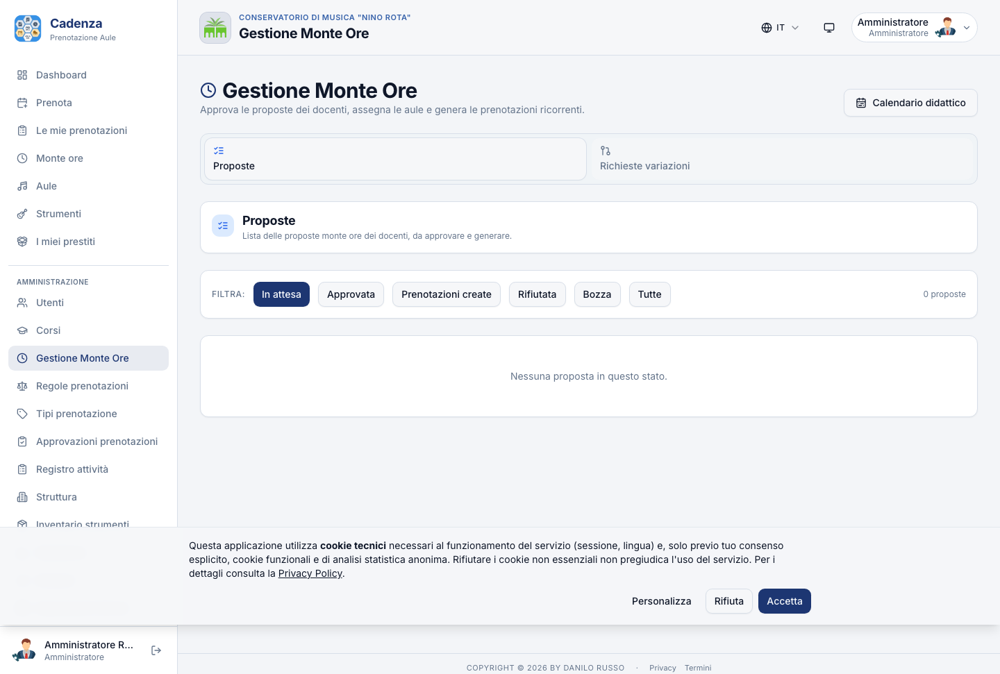 Cadenza
Prenotazione Aule
Dashboard
Prenota
Le mie prenotazioni
Monte ore
Aule
Strumenti
I miei prestiti
AMMINISTRAZIONE
Utenti
Corsi
Gestione Monte Ore
Regole prenotazioni
Tipi prenotazione
Approvazioni prenotazioni
Registro attività
Struttura
Inventario strumenti
Amministratore R...
Amministratore
CONSERVATORIO DI MUSICA "NINO ROTA"
Gestione Monte Ore
IT
Amministratore
Amministratore
Gestione Monte Ore
Approva le proposte dei docenti, assegna le aule e genera le prenotazioni ricorrenti.
Calendario didattico
Proposte
Richieste variazioni
Proposte
Lista delle proposte monte ore dei docenti, da approvare e generare.
FILTRA: In attesa Approvata Prenotazioni create Rifiutata Bozza Tutte 0 proposte
Nessuna proposta in questo stato.
Questa applicazione utilizza cookie tecnici necessari al funzionamento del servizio (sessione, lingua) e, solo previo tuo consenso
esplicito, cookie funzionali e di analisi statistica anonima. Rifiutare i cookie non essenziali non pregiudica l'uso del servizio. Per i
dettagli consulta la Privacy Policy.
Personalizza Rifiuta Accetta
COPYRIGHT © 2026 BY DANILO RUSSO · Privacy Termini